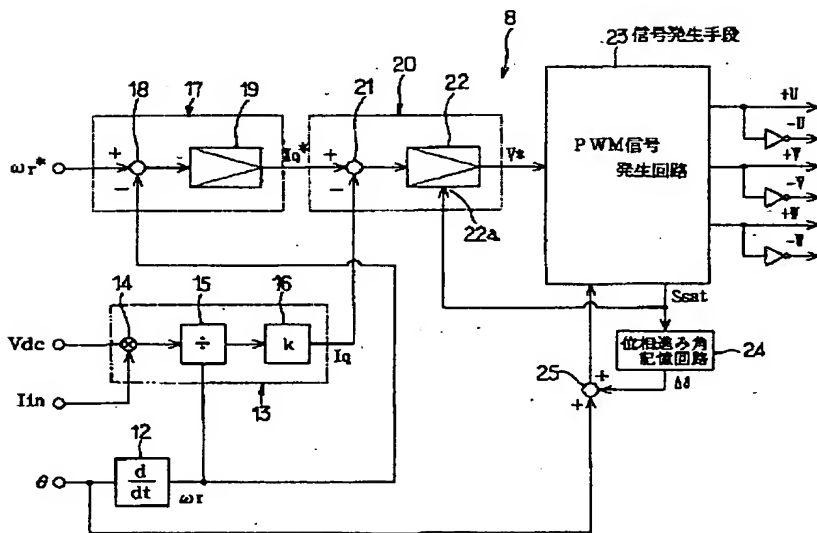 8
23 信号発生手段
18
17
19
20
21
22
+U
-U
PWM信号
発生回路
ωr*
+
−
Iq*
+
−
V*
+V
-V
+W
-W
22a
Ssat
14
15
16
Vdc
÷
k
Iq
位相進み角
記憶回路
24
Iin
13
25
+
+
Δδ
12
θ
d
dt
ωr